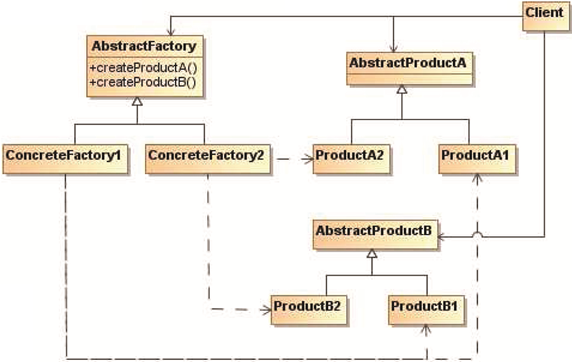 Client
AbstractFactory
+createProductA()
+createProductB()
AbstractProductA
ConcreteFactory1
ConcreteFactory2
ProductA2
ProductA1
AbstractProductB
ProductB2
ProductB1